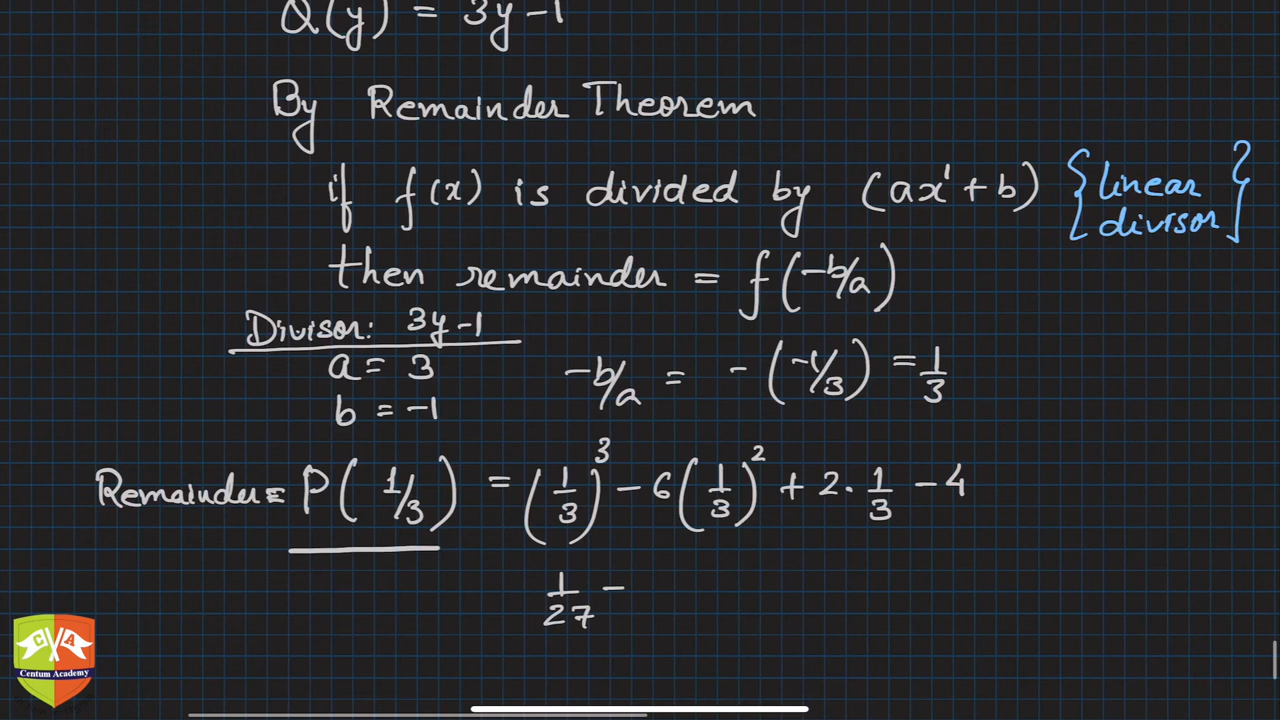 Q(y) = 3y-1
By Remainder Theorem
if f(x) is divided by (ax¹+b) {linear divisor}
then remainder = f(-b/a)
Divisor: 3y-1
a = 3
-b/a = -(-1/3) = 1/3
b = -1
Remainder = P(1/3) = (1/3)³ - 6(1/3)² + 2·1/3 - 4
1/27 -
CA
Centum Academy